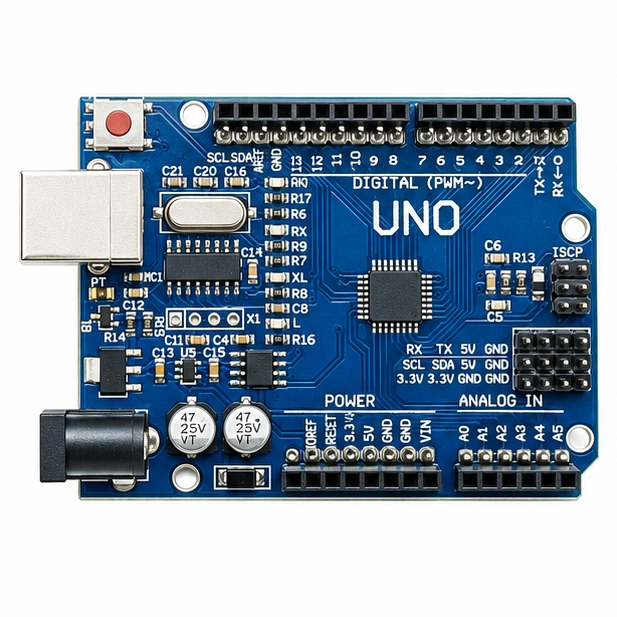 SCL SDA AREF GND 13 12 11 10 9 8 7 6 5 4 3 2 TX→1 RX←0
DIGITAL (PWM~)
UNO
C21 C20 C16
R17
R6
RX
R9
R7
XL
R8
C8
L
R16
C14
MC1
PT
C12
R14
X1
C11 C4
C13 U5 C15
C6
R13
C5
ISCP
RX TX 5V GND
SCL SDA 5V GND
3.3V 3.3V GND GND
47
25V
VT
47
25V
VT
POWER
RESET 3.3V 5V GND GND VIN
ANALOG IN
A0 A1 A2 A3 A4 A5